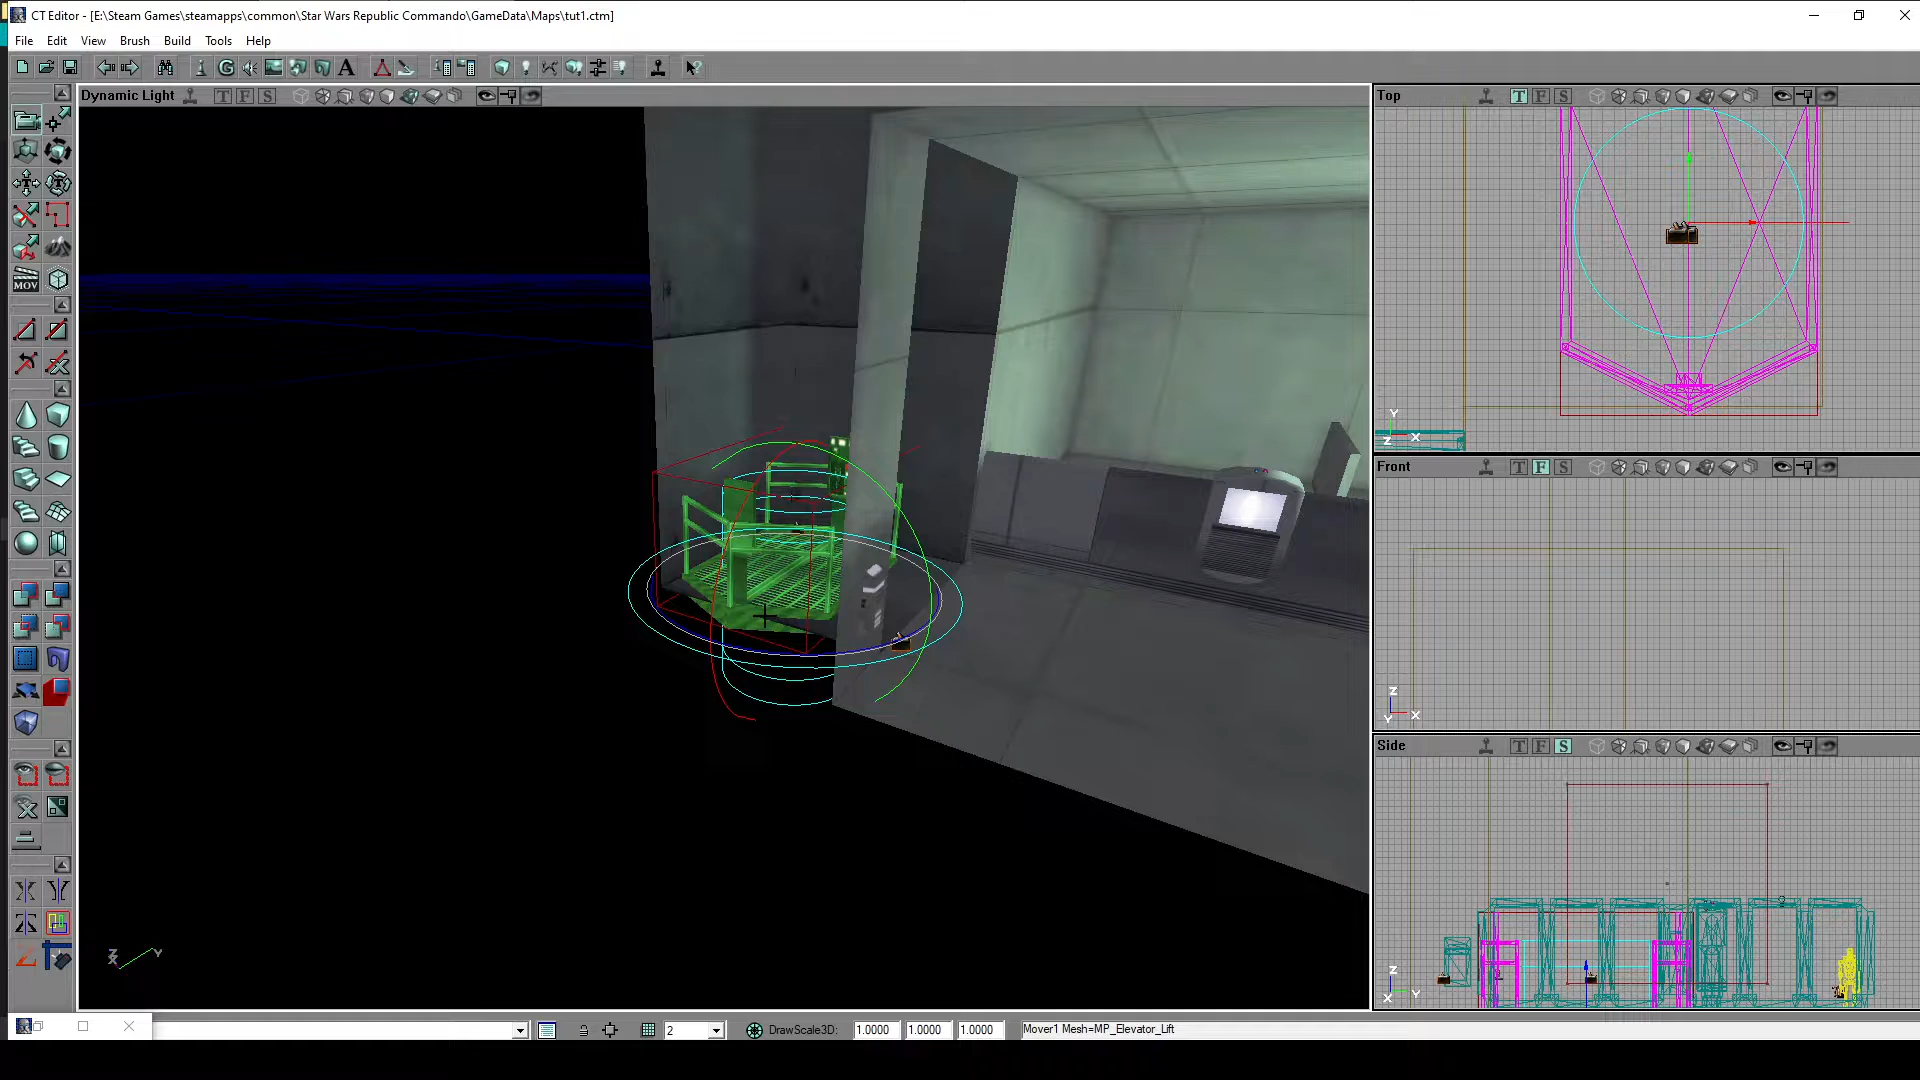 CT Editor - [E:\Steam Games\steamapps\common\Star Wars Republic Commando\GameData\Maps\tut1.ctm]
File Edit View Brush Build Tools Help
G A
Dynamic Light T F S
Top T F S
MOV
Y
Z X
Front T F S
Z
Y X
Side T F S
Z
X Y
Z Y
X
2 DrawScale3D: 1.0000 1.0000 1.0000 Mover1 Mesh=MP_Elevator_Lift